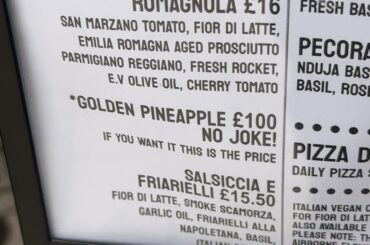 ROMAGNOLA £16
SAN MARZANO TOMATO, FIOR DI LATTE,
EMILIA ROMAGNA AGED PROSCIUTTO
PARMIGIANO REGGIANO, FRESH ROCKET,
E.V OLIVE OIL, CHERRY TOMATO
*GOLDEN PINEAPPLE £100
NO JOKE!
IF YOU WANT IT THIS IS THE PRICE
SALSICCIA E
FRIARIELLI £15.50
FIOR DI LATTE, SMOKE SCAMORZA,
GARLIC OIL, FRIARIELLI ALLA
NAPOLETANA, BASIL,
FRESH BAS
PECORA
NDUJA BAS
BASIL, ROS
PIZZA D
DAILY PIZZA S
ITALIAN VEGAN C
FOR FIOR DI LATT
ALSO AVAILABLE
PLEASE NOTE: TH